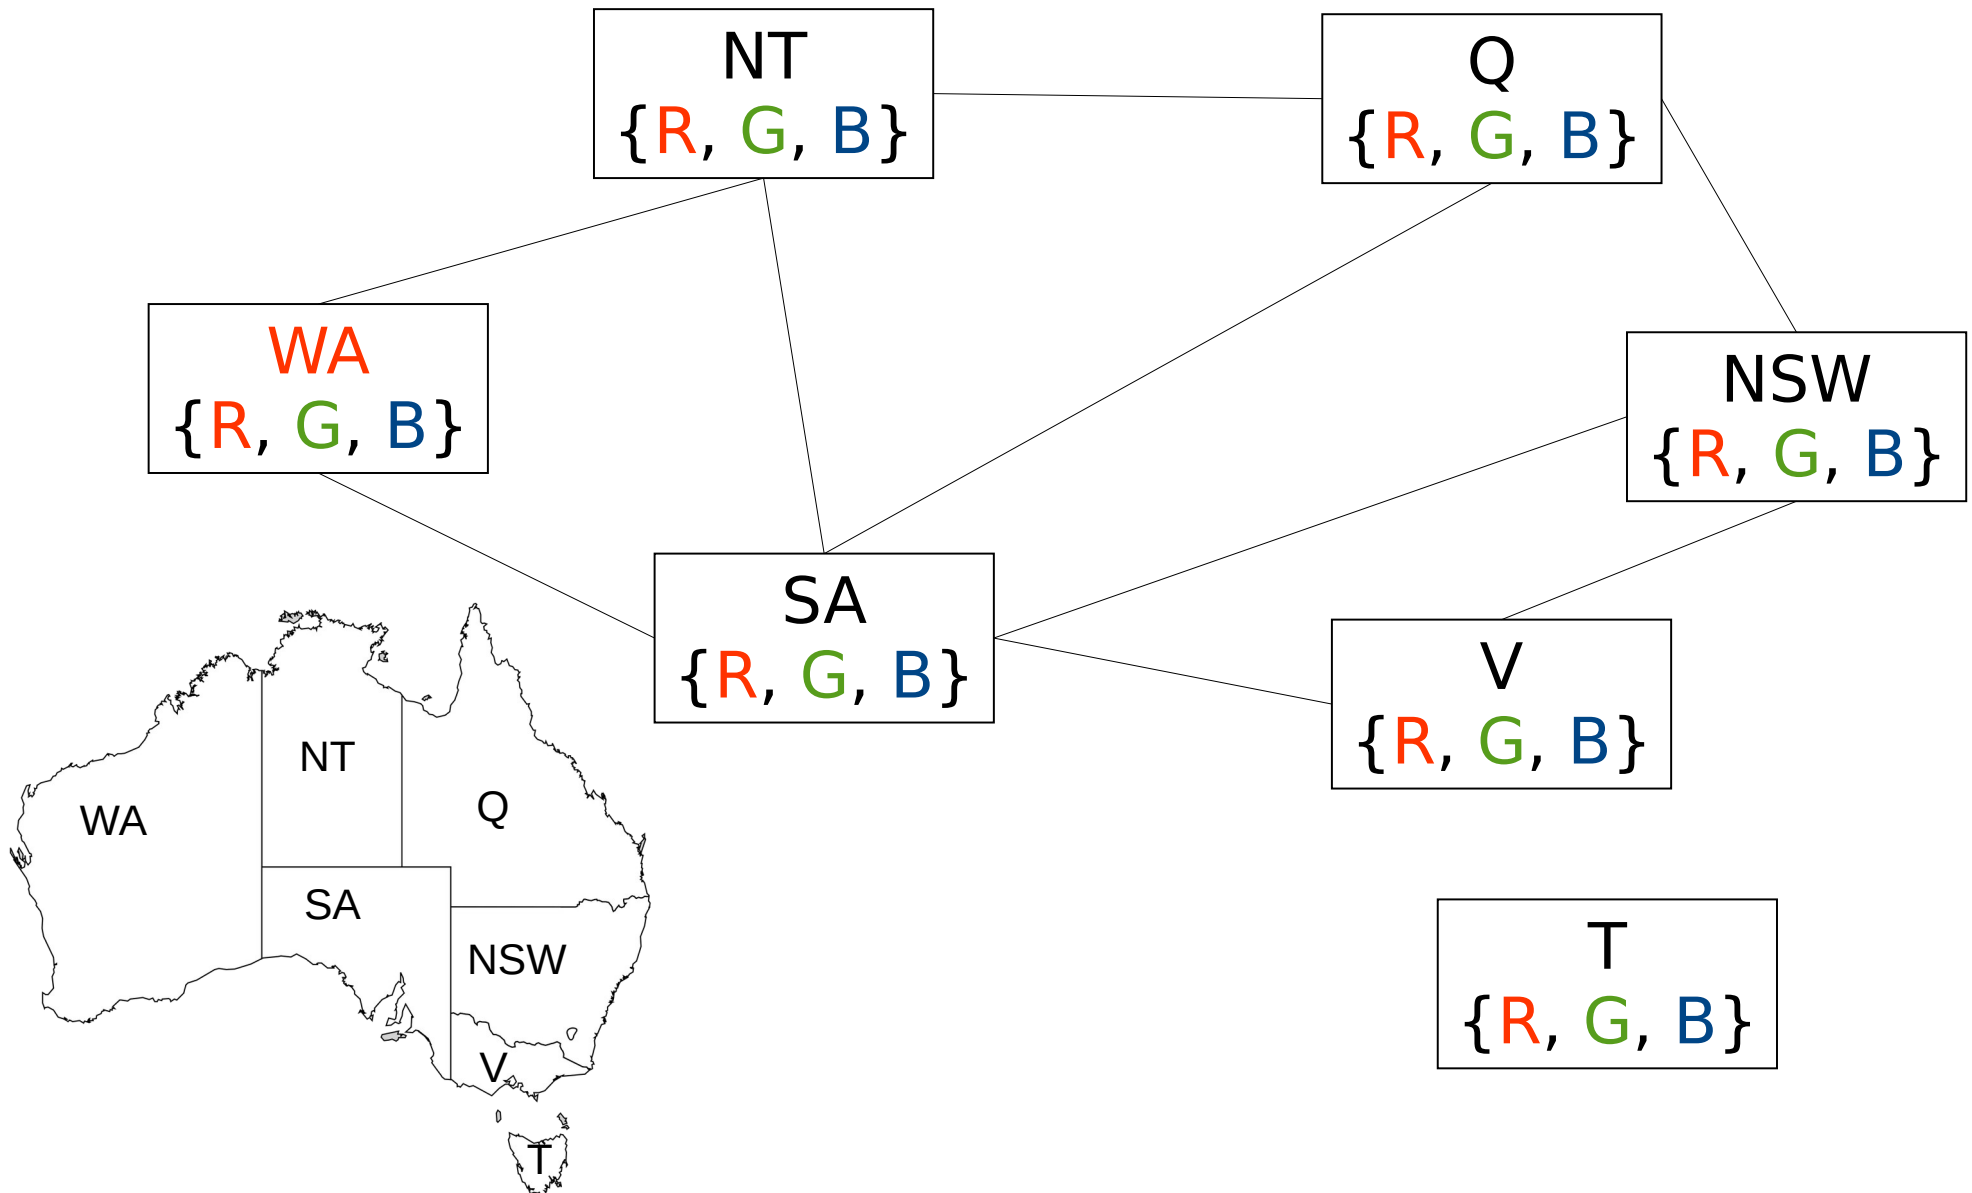 NT
{R, G, B}
Q
{R, G, B}
WA
{R, G, B}
NSW
{R, G, B}
SA
{R, G, B}
V
{R, G, B}
T
{R, G, B}
NT
Q
WA
SA
NSW
V
T